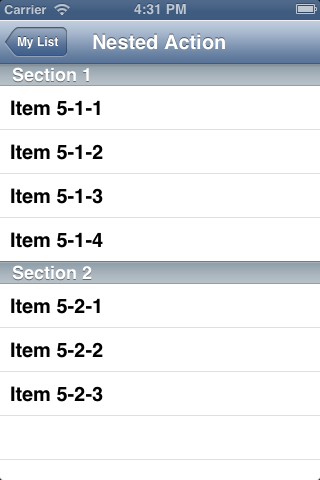 Carrier 4:31 PM
My List Nested Action
Section 1
Item 5-1-1
Item 5-1-2
Item 5-1-3
Item 5-1-4
Section 2
Item 5-2-1
Item 5-2-2
Item 5-2-3